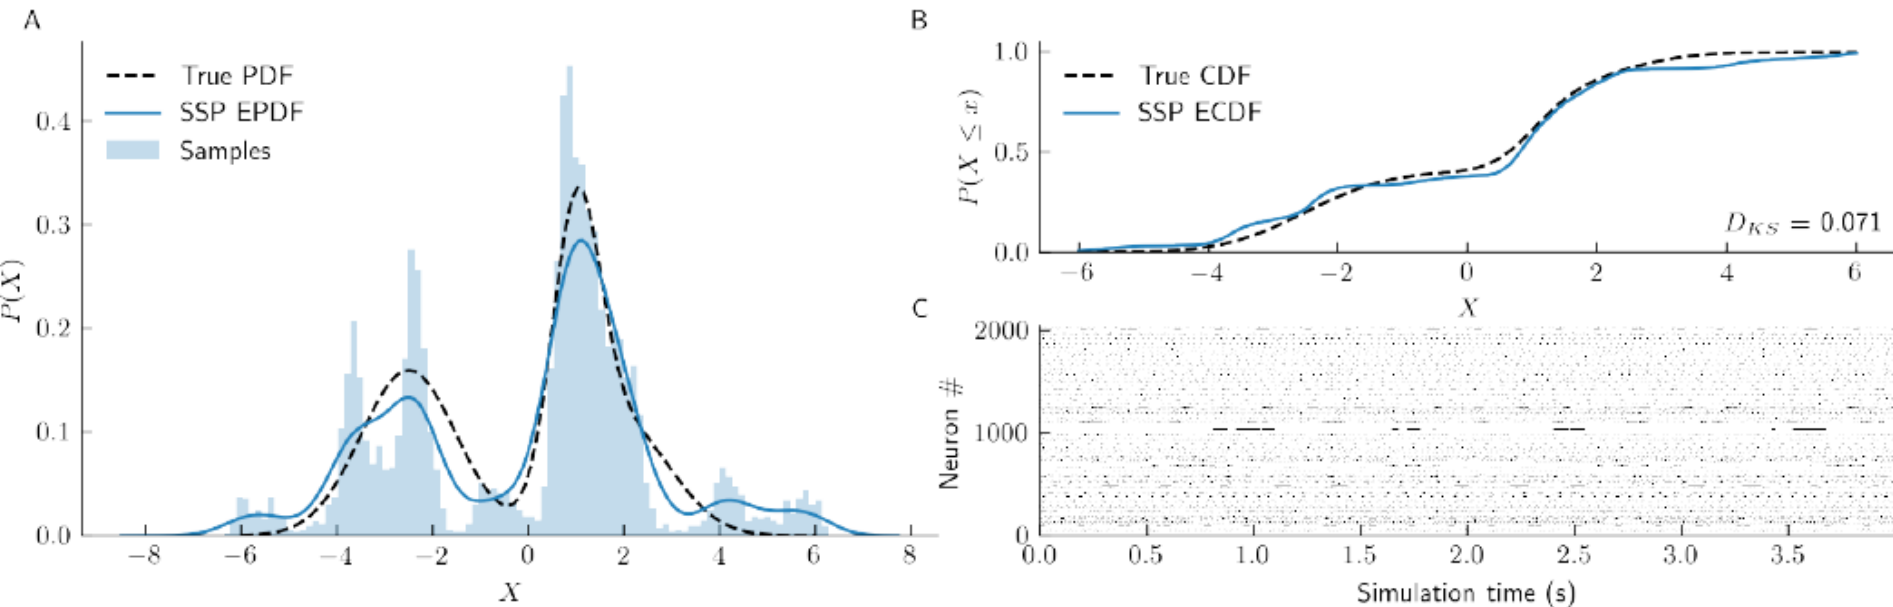 A
True PDF
SSP EPDF
Samples
P(X)
0.4
0.3
0.2
0.1
0.0
−8 −6 −4 −2 0 2 4 6 8
X
B
True CDF
SSP ECDF
P(X ≤ x)
1.0
0.5
0.0
D_{KS} = 0.071
−6 −4 −2 0 2 4 6
X
C
Neuron #
2000
1000
0
0.0 0.5 1.0 1.5 2.0 2.5 3.0 3.5
Simulation time (s)